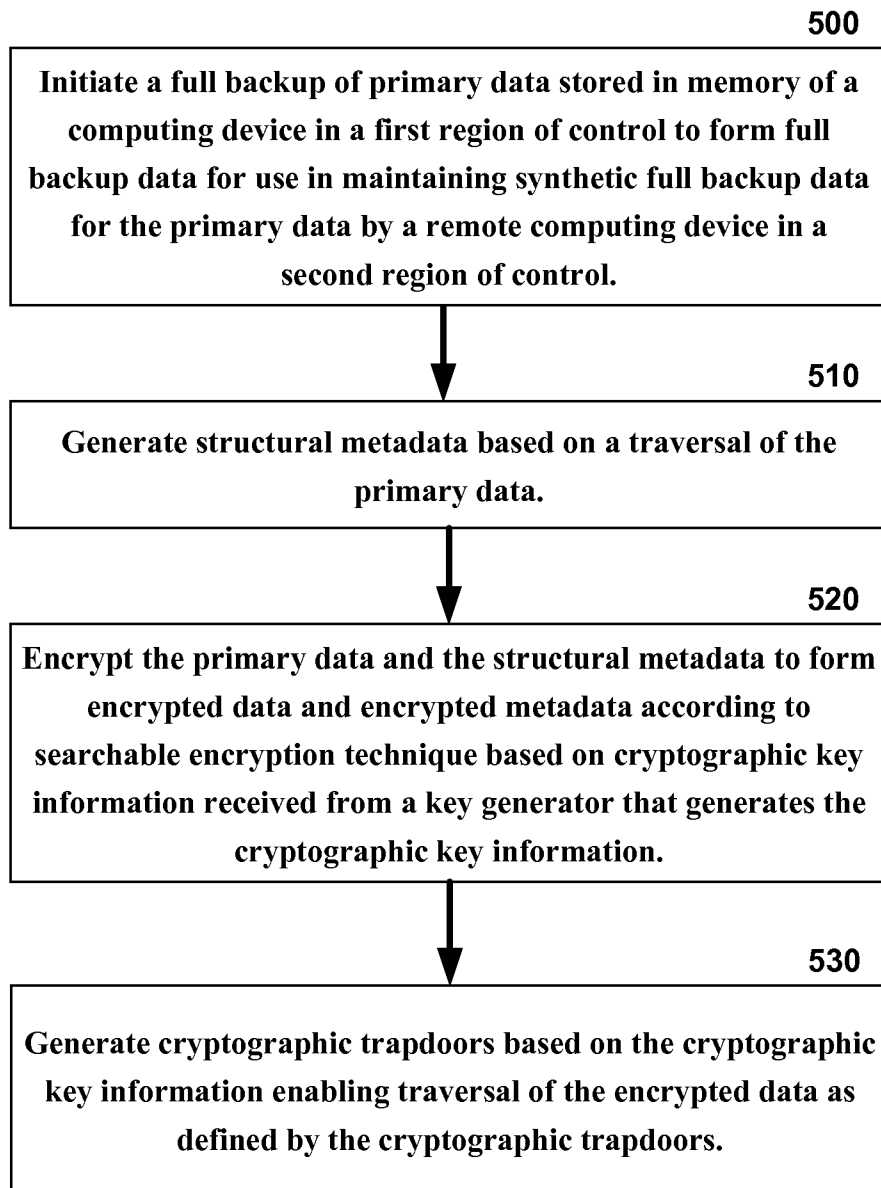 500
Initiate a full backup of primary data stored in memory of a
computing device in a first region of control to form full
backup data for use in maintaining synthetic full backup data
for the primary data by a remote computing device in a
second region of control.
510
Generate structural metadata based on a traversal of the
primary data.
520
Encrypt the primary data and the structural metadata to form
encrypted data and encrypted metadata according to
searchable encryption technique based on cryptographic key
information received from a key generator that generates the
cryptographic key information.
530
Generate cryptographic trapdoors based on the cryptographic
key information enabling traversal of the encrypted data as
defined by the cryptographic trapdoors.